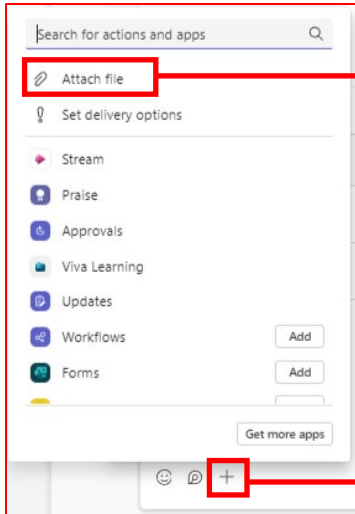 Search for actions and apps
Attach file
Set delivery options
Stream
Praise
Approvals
Viva Learning
Updates
Workflows Add
Forms Add
Get more apps